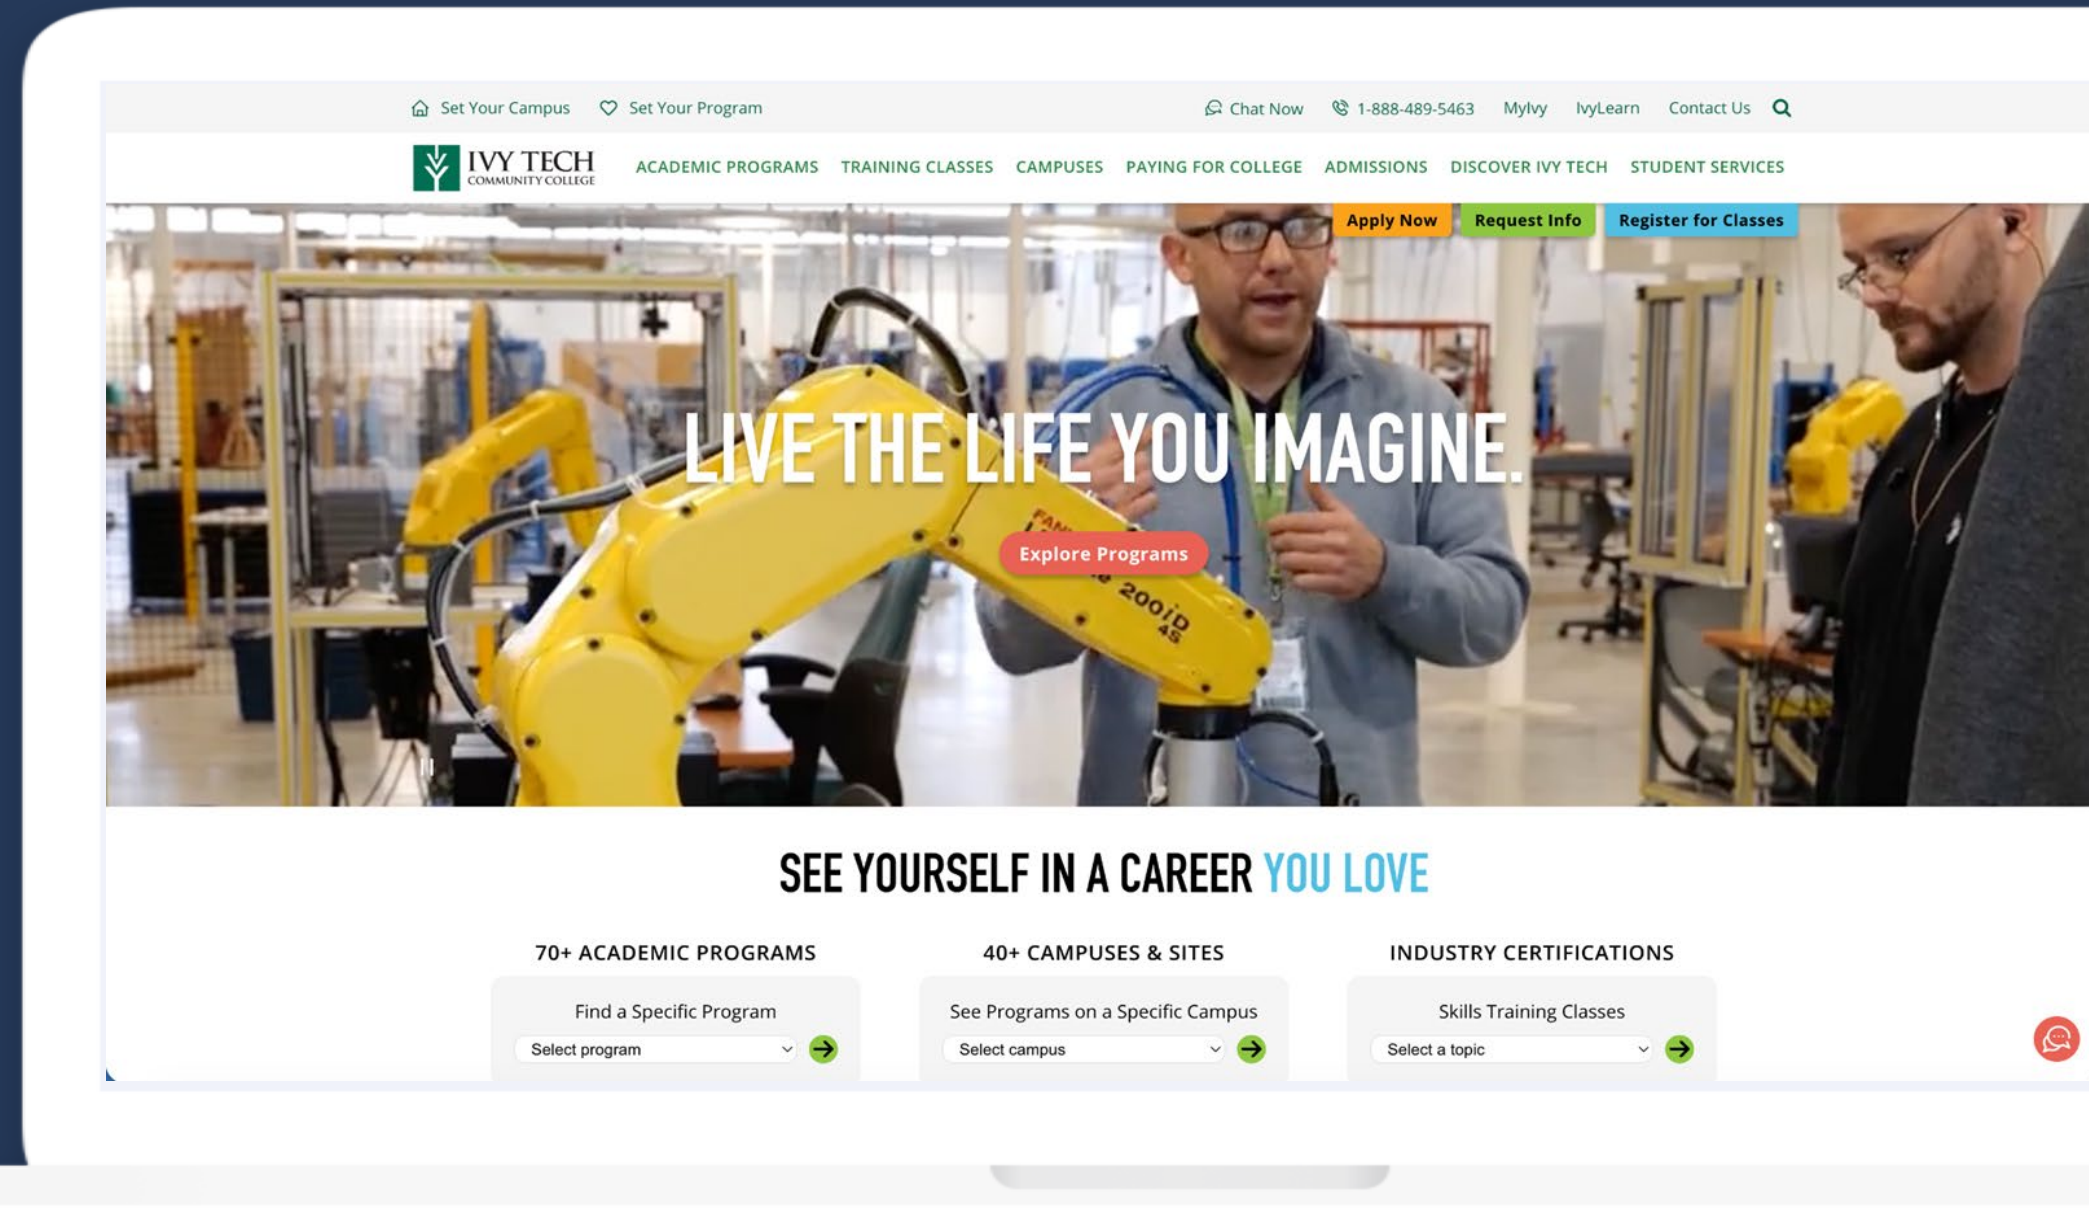 Set Your Campus Set Your Program Chat Now 1-888-489-5463 MyIvy IvyLearn Contact Us
IVY TECH
COMMUNITY COLLEGE
ACADEMIC PROGRAMS TRAINING CLASSES CAMPUSES PAYING FOR COLLEGE ADMISSIONS DISCOVER IVY TECH STUDENT SERVICES
Apply Now Request Info Register for Classes
LIVE THE LIFE YOU IMAGINE.
Explore Programs
200iD
4S
SEE YOURSELF IN A CAREER YOU LOVE
70+ ACADEMIC PROGRAMS 40+ CAMPUSES & SITES INDUSTRY CERTIFICATIONS
Find a Specific Program See Programs on a Specific Campus Skills Training Classes
Select program Select campus Select a topic